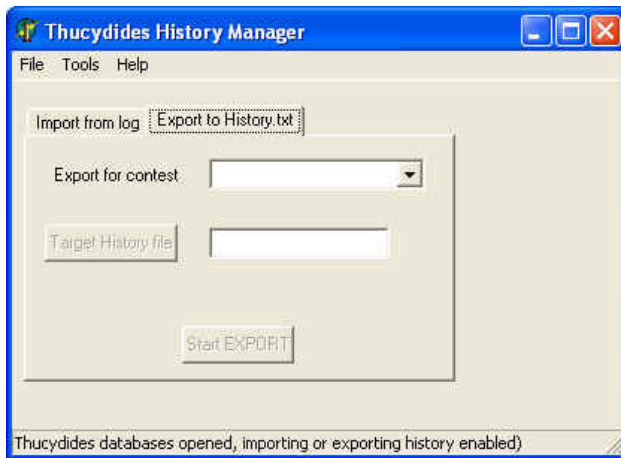 Thucydides History Manager
File Tools Help
Import from log Export to History.txt
Export for contest
Target History file
Start EXPORT
Thucydides databases opened, importing or exporting history enabled)